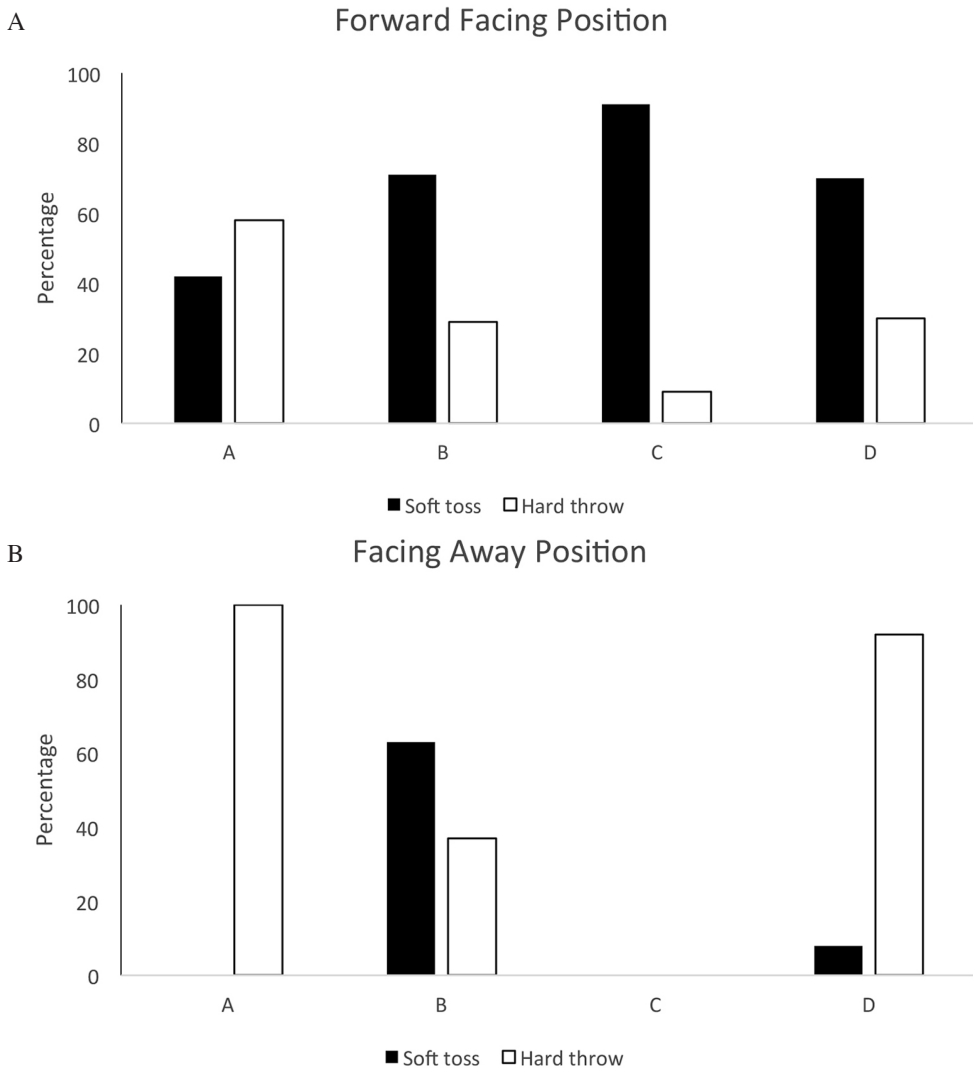 A
Forward Facing Position
Percentage
100
80
60
40
20
0
A B C D
Soft toss Hard throw
B
Facing Away Position
Percentage
100
80
60
40
20
0
A B C D
Soft toss Hard throw